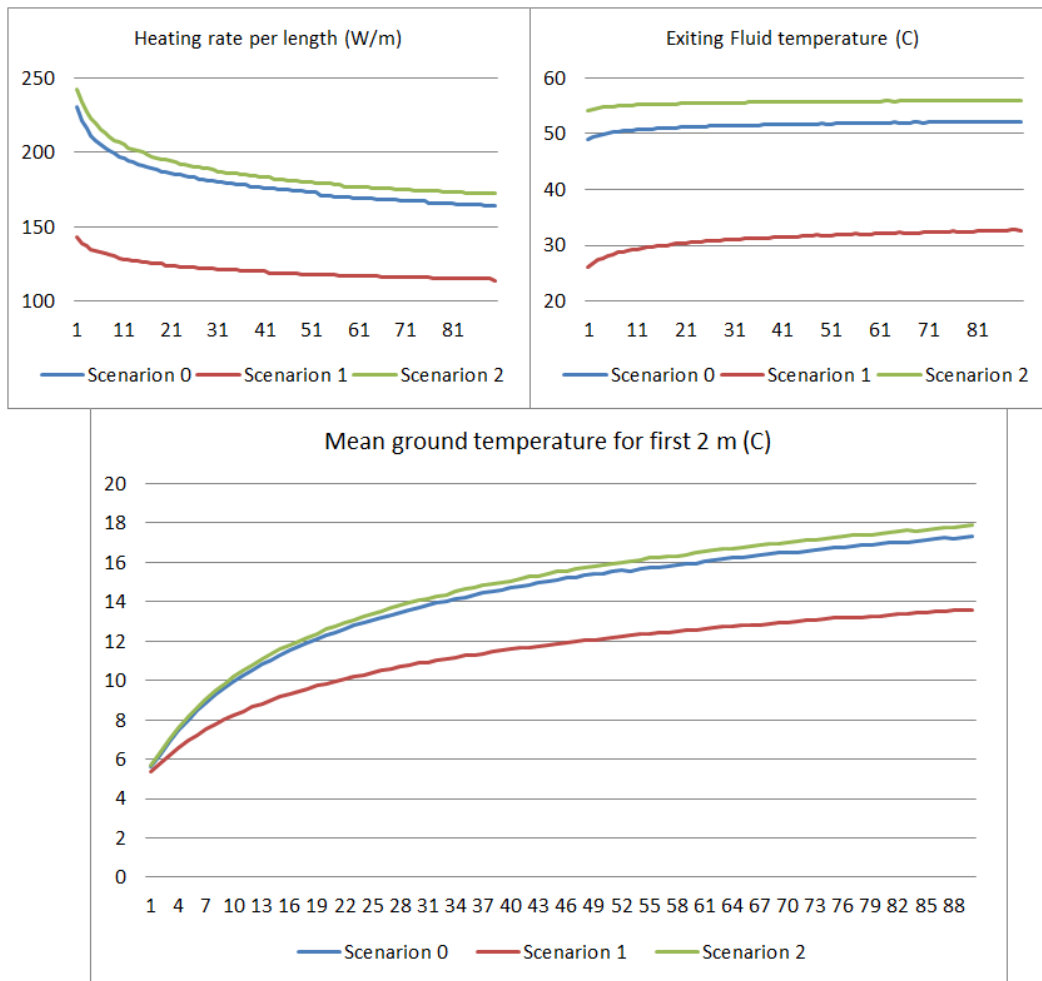 Heating rate per length (W/m)
250
200
150
100
1 11 21 31 41 51 61 71 81
Scenarion 0 Scenarion 1 Scenarion 2
Exiting Fluid temperature (C)
60
50
40
30
20
1 11 21 31 41 51 61 71 81
Scenarion 0 Scenarion 1 Scenarion 2
Mean ground temperature for first 2 m (C)
20
18
16
14
12
10
8
6
4
2
0
1 4 7 10 13 16 19 22 25 28 31 34 37 40 43 46 49 52 55 58 61 64 67 70 73 76 79 82 85 88
Scenarion 0 Scenarion 1 Scenarion 2